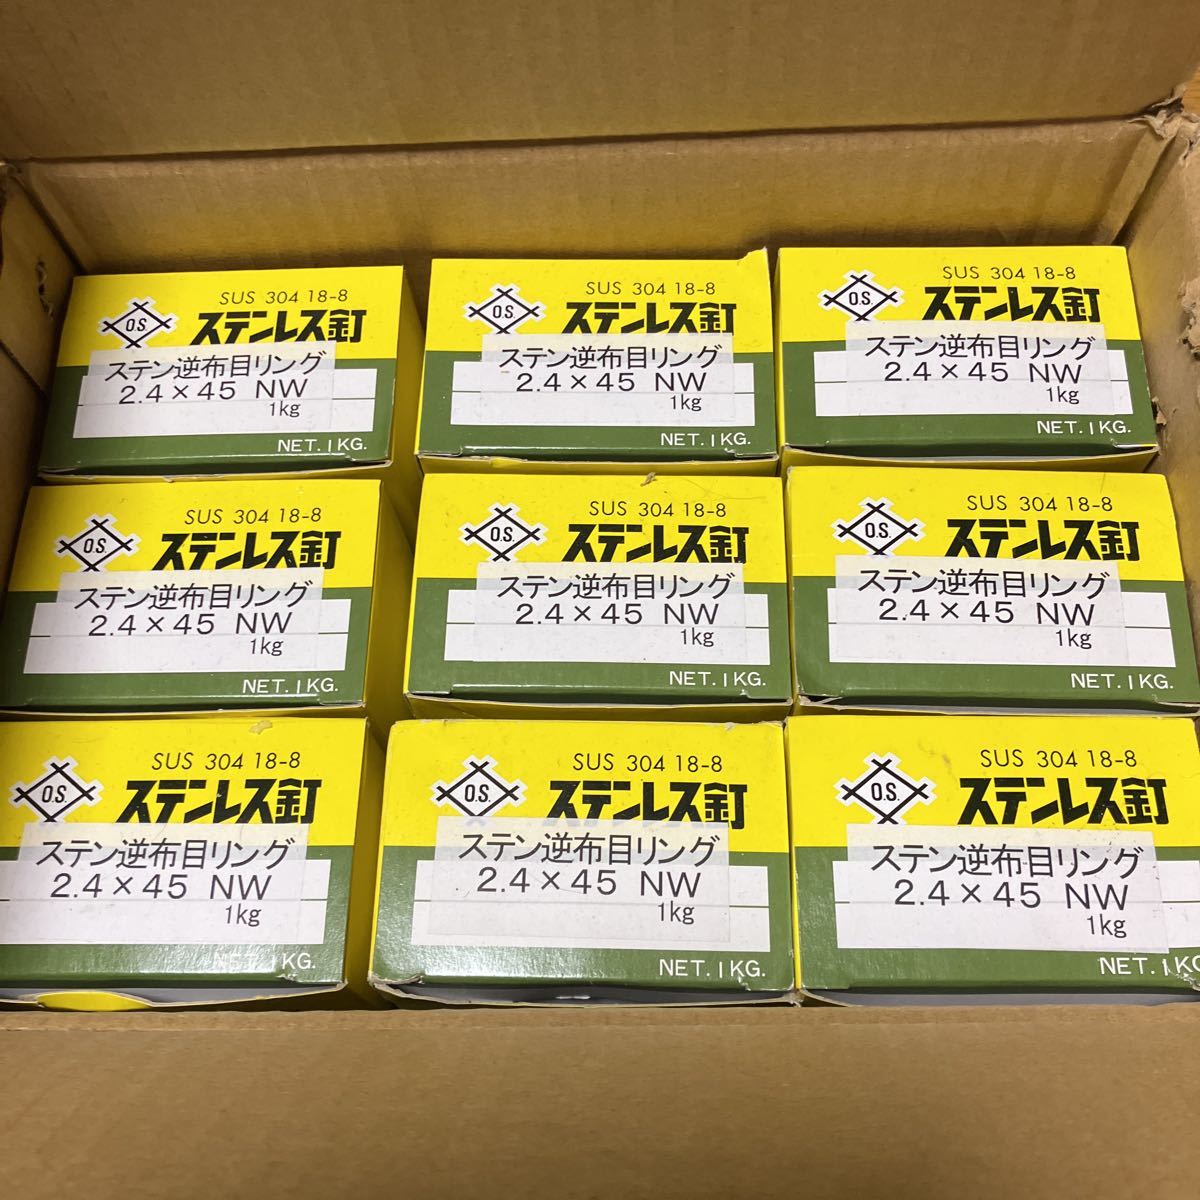 SUS 304 18-8
O.S.
ステンレス釘
ステン逆布目リング
2.4×45 NW
1kg
NET.1KG.
SUS 304 18-8
O.S.
ステンレス釘
ステン逆布目リング
2.4×45 NW
1kg
NET.1KG.
SUS 304 18-8
O.S.
ステンレス釘
ステン逆布目リング
2.4×45 NW
1kg
NET.1KG.
SUS 304 18-8
O.S.
ステンレス釘
ステン逆布目リング
2.4×45 NW
1kg
NET.1KG.
SUS 304 18-8
O.S.
ステンレス釘
ステン逆布目リング
2.4×45 NW
1kg
NET.1KG.
SUS 304 18-8
O.S.
ステンレス釘
ステン逆布目リング
2.4×45 NW
1kg
NET.1KG.
SUS 304 18-8
O.S.
ステンレス釘
ステン逆布目リング
2.4×45 NW
1kg
NET.1KG.
SUS 304 18-8
O.S.
ステンレス釘
ステン逆布目リング
2.4×45 NW
1kg
NET.1KG.
SUS 304 18-8
O.S.
ステンレス釘
ステン逆布目リング
2.4×45 NW
1kg
NET.1KG